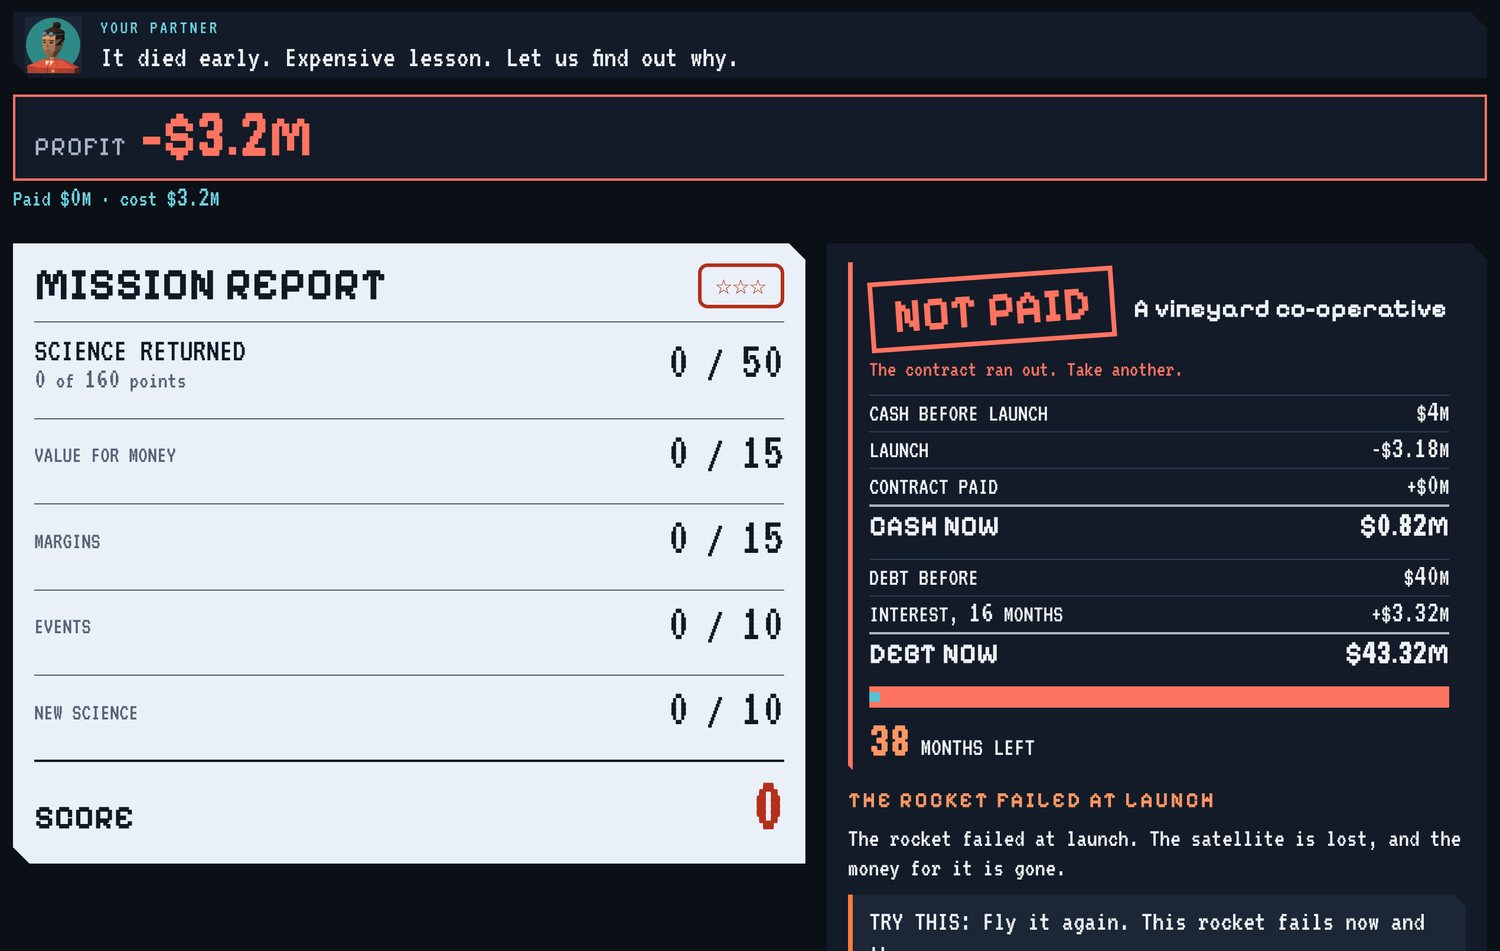 YOUR PARTNER
It died early. Expensive lesson. Let us find out why.
PROFIT -$3.2M
Paid $0M · cost $3.2M
MISSION REPORT
☆☆☆
SCIENCE RETURNED
0 / 50
0 of 160 points
VALUE FOR MONEY
0 / 15
MARGINS
0 / 15
EVENTS
0 / 10
NEW SCIENCE
0 / 10
SCORE
0
NOT PAID
A vineyard co-operative
The contract ran out. Take another.
CASH BEFORE LAUNCH
$4M
LAUNCH
-$3.18M
CONTRACT PAID
+$0M
CASH NOW
$0.82M
DEBT BEFORE
$40M
INTEREST, 16 MONTHS
+$3.32M
DEBT NOW
$43.32M
38 MONTHS LEFT
THE ROCKET FAILED AT LAUNCH
The rocket failed at launch. The satellite is lost, and the
money for it is gone.
TRY THIS: Fly it again. This rocket fails now and